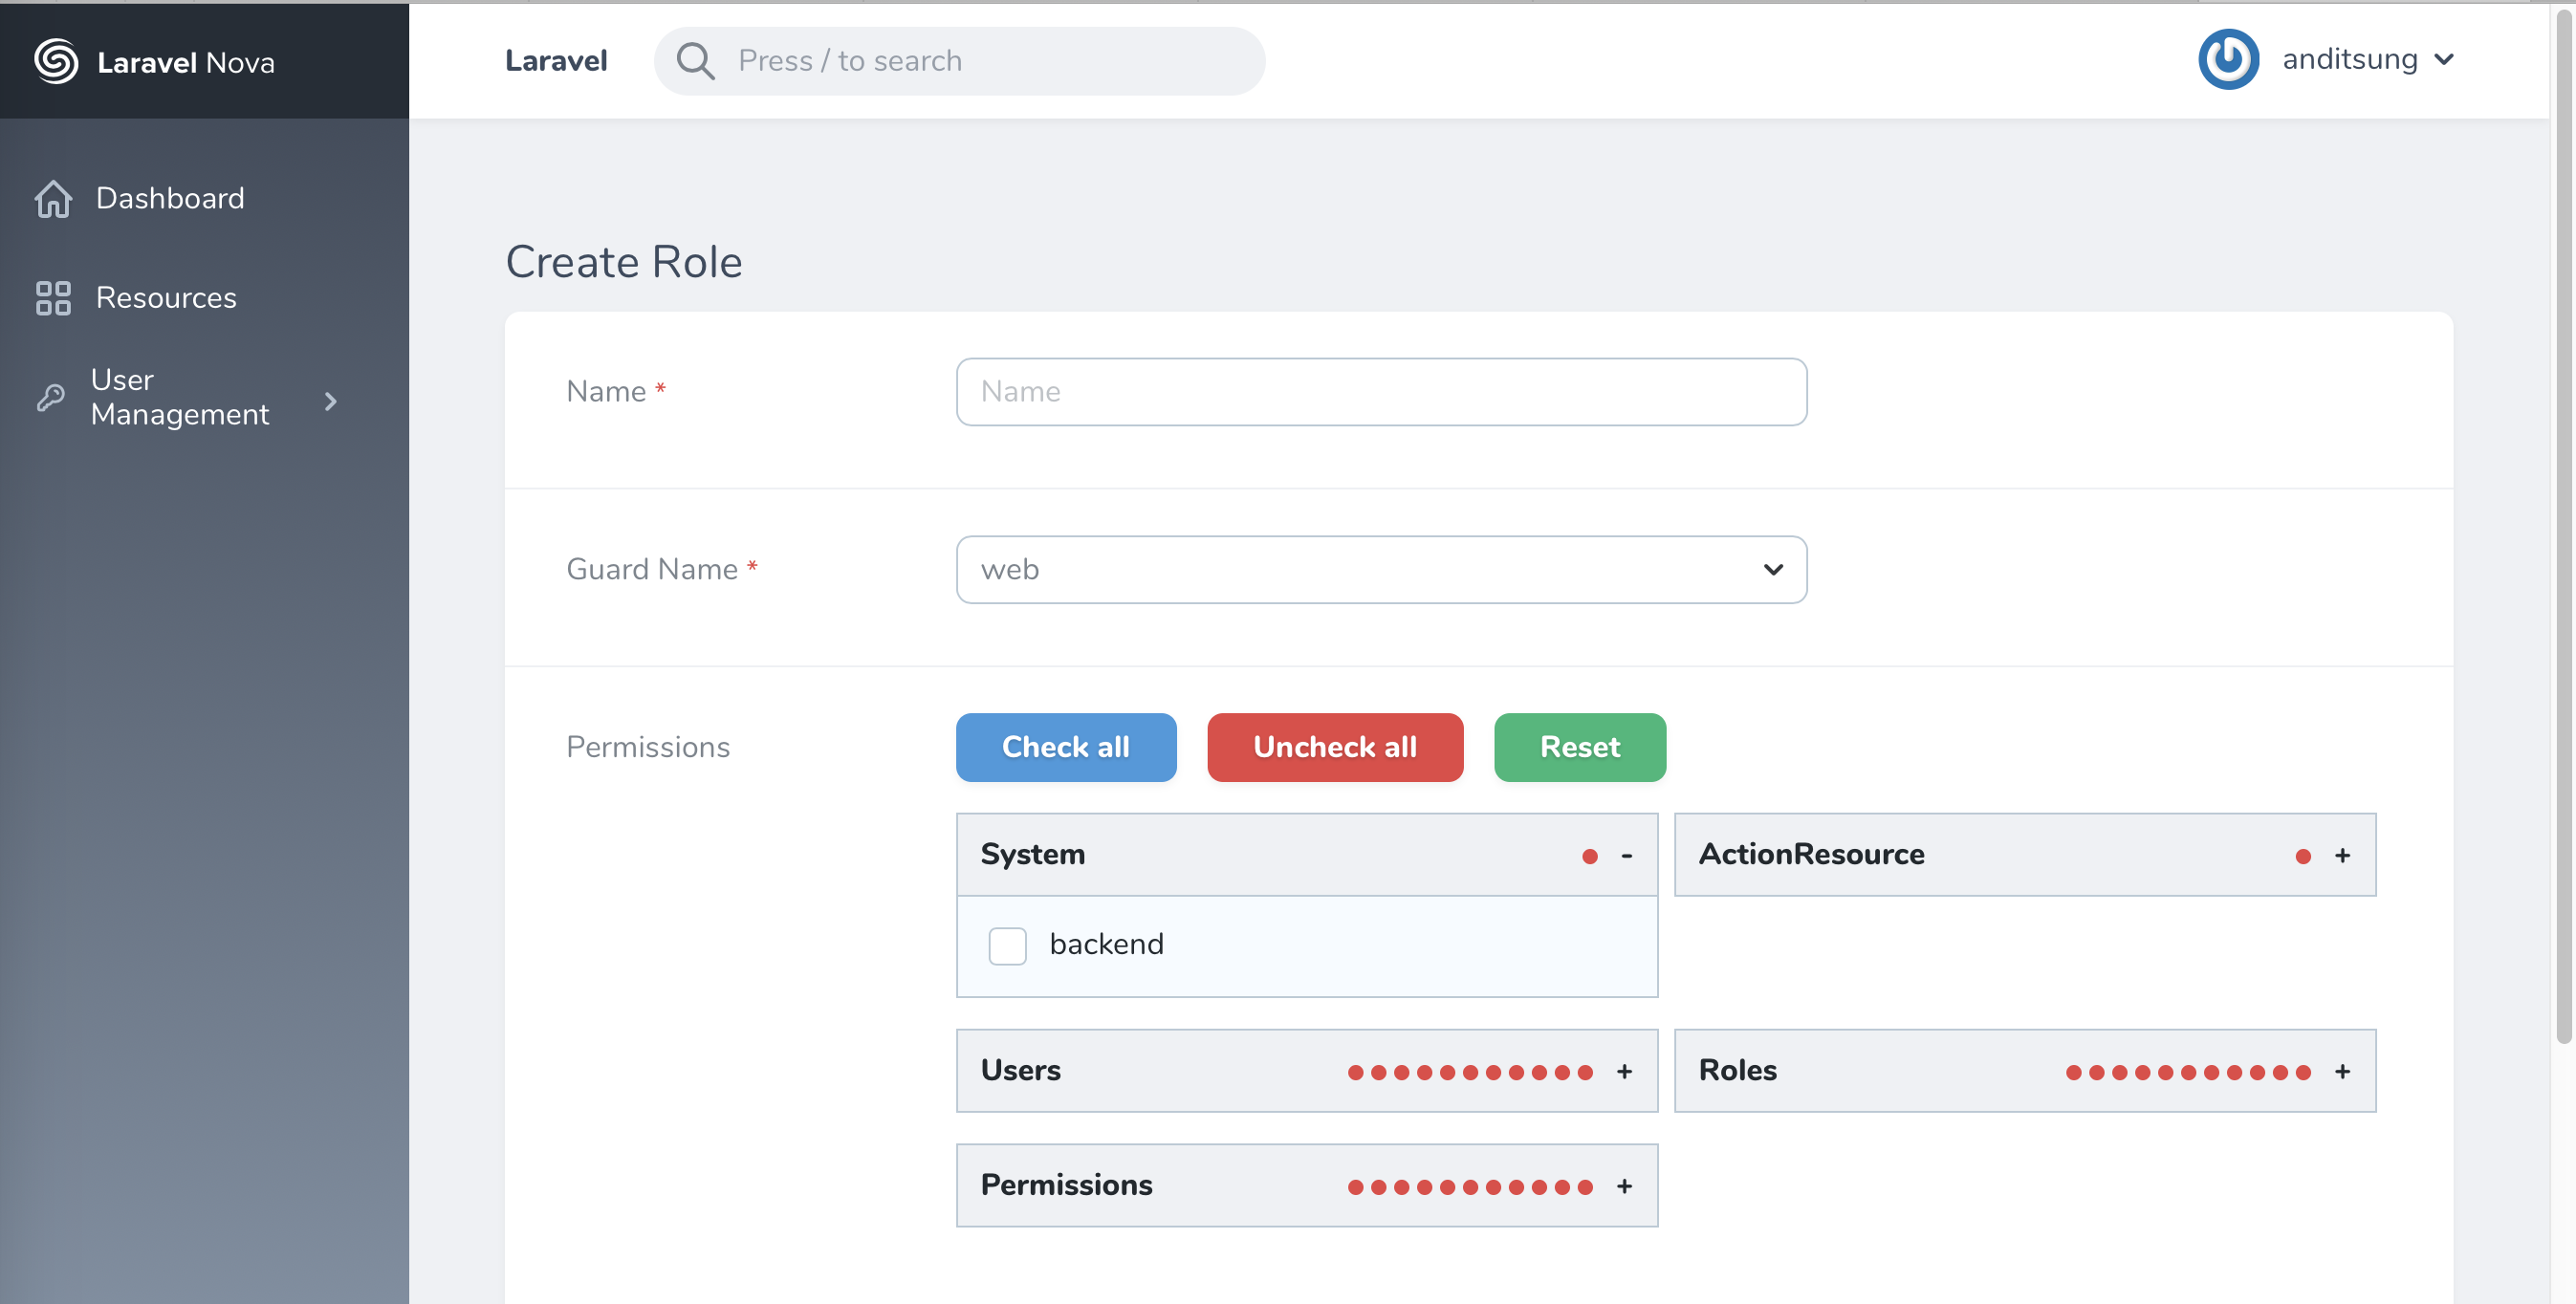 Laravel Nova
Dashboard
Resources
User
Management
Laravel
Press / to search
anditsung
Create Role
Name *
Name
Guard Name *
web
Permissions
Check all
Uncheck all
Reset
System -
ActionResource +
backend
Users +
Roles +
Permissions +